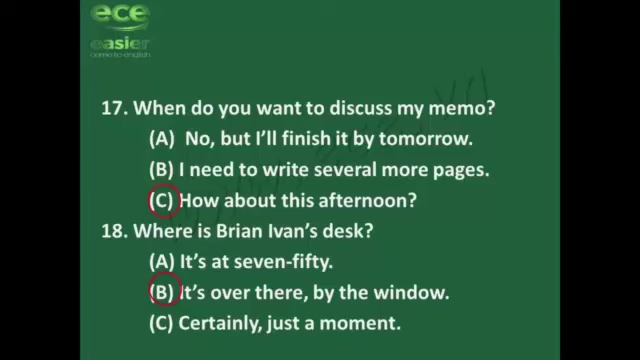 ece
easier
17. When do you want to discuss my memo?
(A) No, but I'll finish it by tomorrow.
(B) I need to write several more pages.
(C) How about this afternoon?
18. Where is Brian Ivan's desk?
(A) It's at seven-fifty.
(B) It's over there, by the window.
(C) Certainly, just a moment.